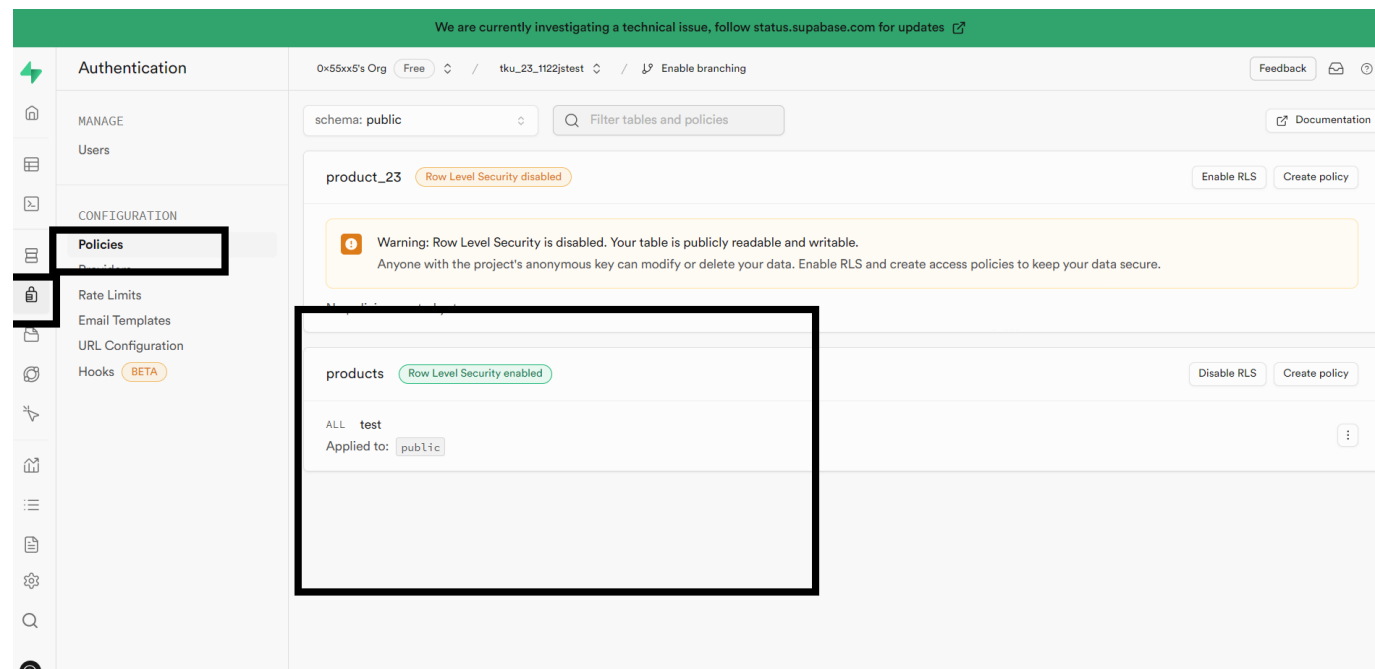 We are currently investigating a technical issue, follow status.supabase.com for updates
Authentication
0×55xx5's Org Free / tku_23_1122jstest / Enable branching
Feedback
MANAGE
Users
CONFIGURATION
Policies
Rate Limits
Email Templates
URL Configuration
Hooks BETA
schema: public
Filter tables and policies
Documentation
product_23 Row Level Security disabled
Enable RLS Create policy
Warning: Row Level Security is disabled. Your table is publicly readable and writable.
Anyone with the project's anonymous key can modify or delete your data. Enable RLS and create access policies to keep your data secure.
products Row Level Security enabled
Disable RLS Create policy
ALL test
Applied to: public